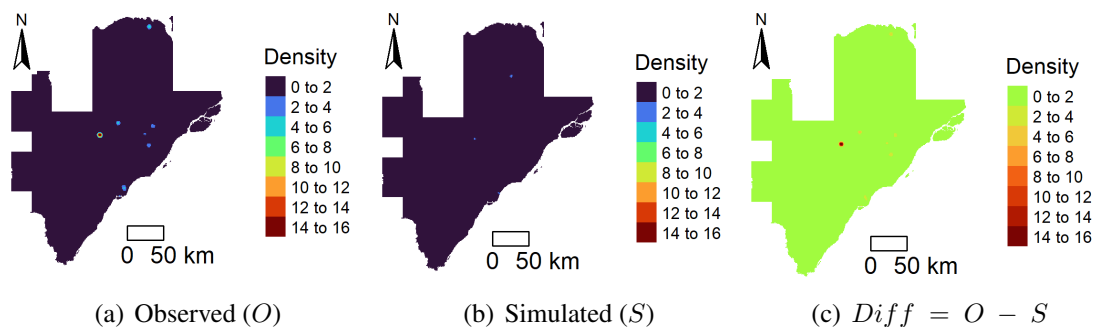 N
Density
0 to 2
2 to 4
4 to 6
6 to 8
8 to 10
10 to 12
12 to 14
14 to 16
0 50 km
(a) Observed (O)
N
Density
0 to 2
2 to 4
4 to 6
6 to 8
8 to 10
10 to 12
12 to 14
14 to 16
0 50 km
(b) Simulated (S)
N
Density
0 to 2
2 to 4
4 to 6
6 to 8
8 to 10
10 to 12
12 to 14
14 to 16
0 50 km
(c) Diff = O − S